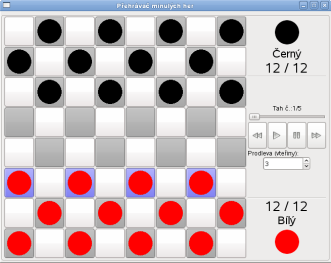 Přehrávač minulých her
Černý
12 / 12
Tah č. 1/5
Prodleva (vteřiny):
3
12 / 12
Bílý